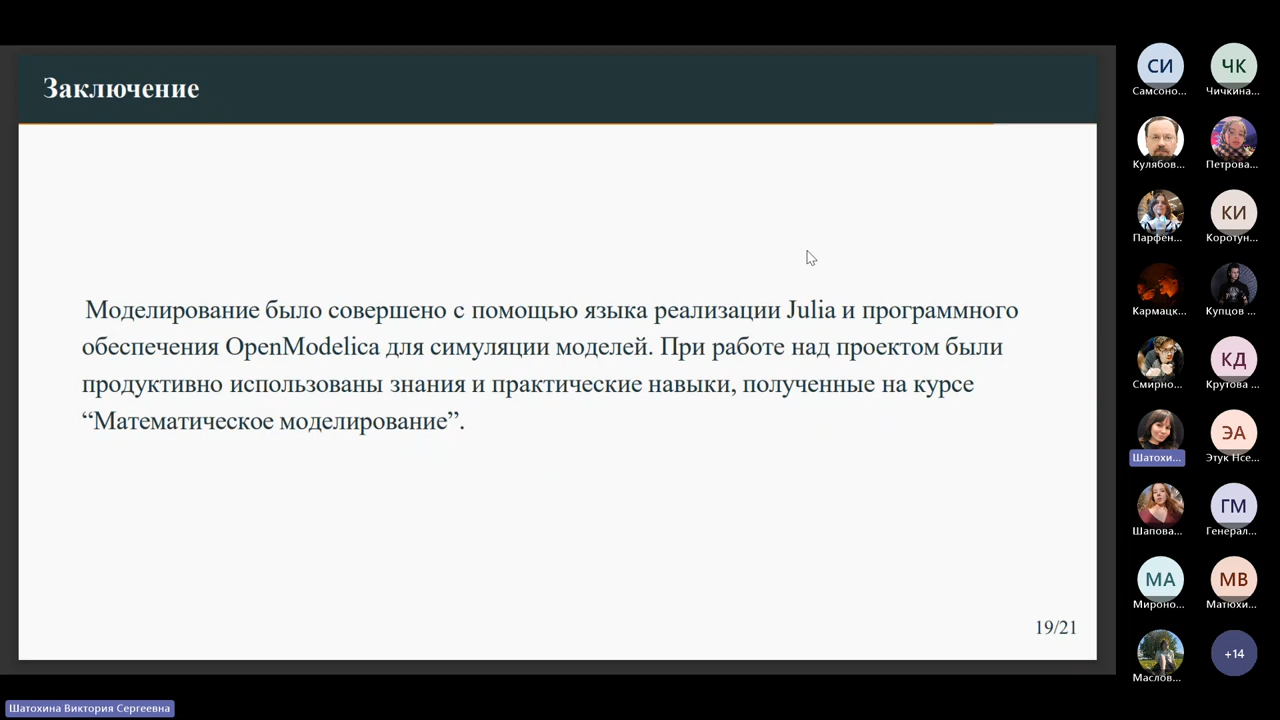 Заключение
Моделирование было совершено с помощью языка реализации Julia и программного
обеспечения OpenModelica для симуляции моделей. При работе над проектом были
продуктивно использованы знания и практические навыки, полученные на курсе
“Математическое моделирование”.
19/21
СИ
Самсоно...
ЧК
Чичкина...
Кулябов...
Петрова...
Парфен...
КИ
Коротун...
Кармацк...
Купцов ...
Смирно...
КД
Крутова ...
Шатохи...
ЭА
Этук Нсе...
Шапова...
ГМ
Генерал...
МА
Мироно...
МВ
Матюхи...
Маслов...
+14
Шатохина Виктория Сергеевна